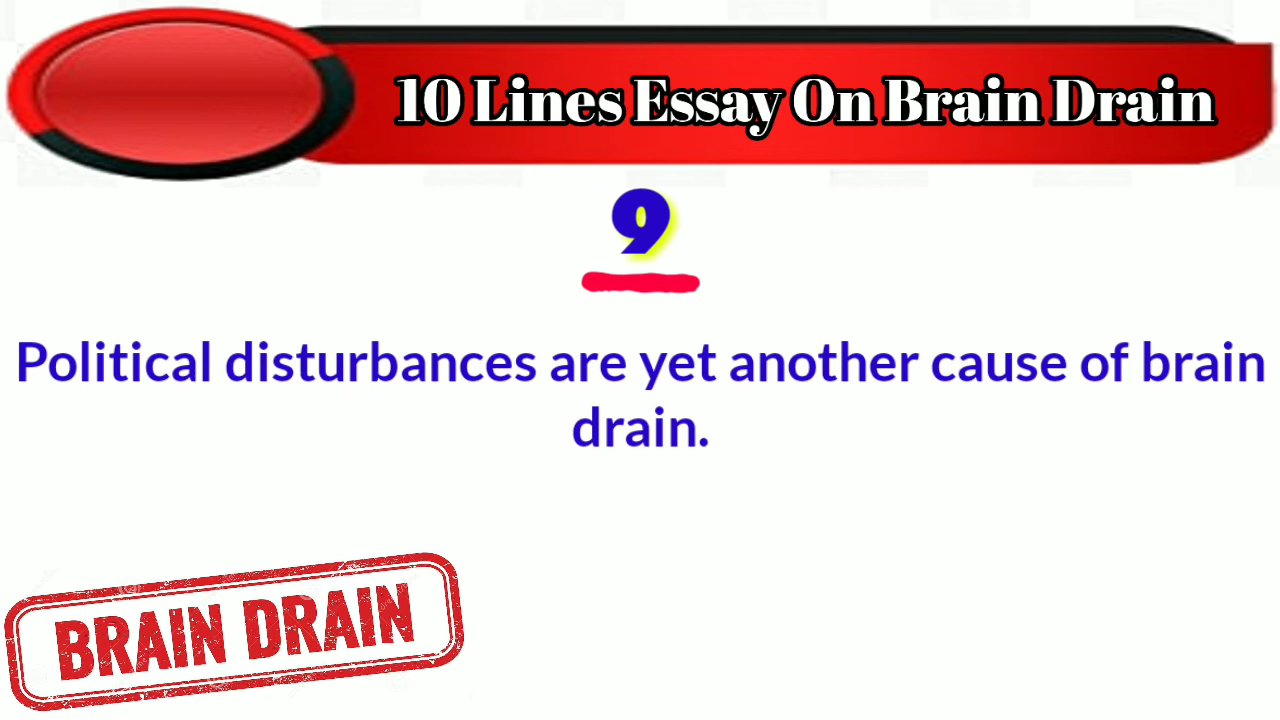 10 Lines Essay On Brain Drain
9
Political disturbances are yet another cause of brain
drain.
BRAIN DRAIN